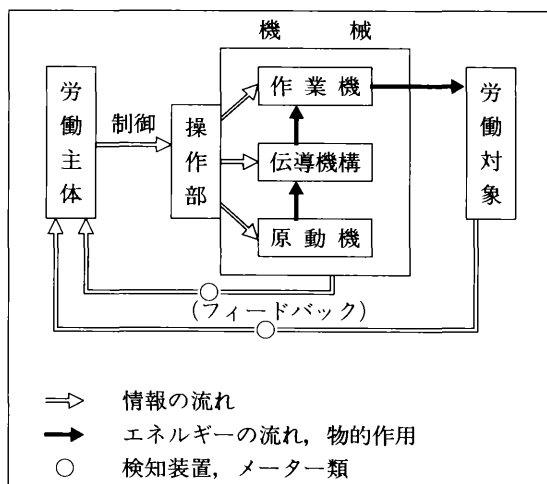 機 械
労働主体
制御
操作部
作業機
伝導機構
原動機
労働対象
(フィードバック)
情報の流れ
エネルギーの流れ，物的作用
検知装置，メーター類